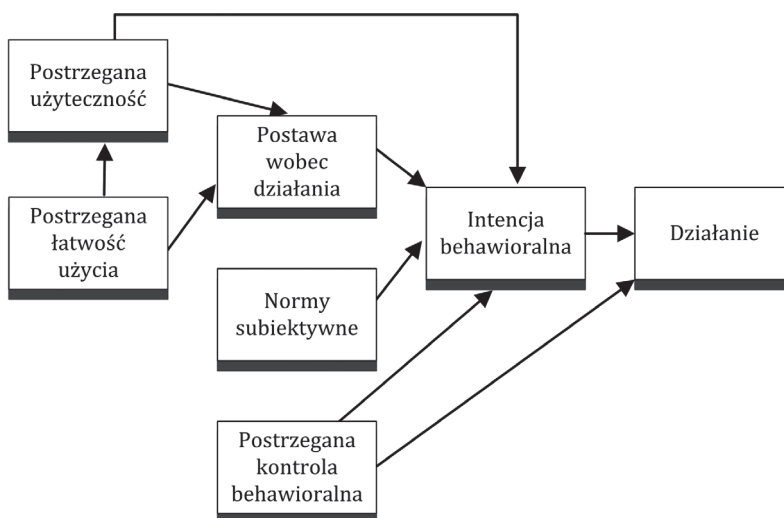 Postrzegana
użyteczność
Postawa
wobec
działania
Postrzegana
łatwość
użycia
Intencja
behawioralna
Działanie
Normy
subiektywne
Postrzegana
kontrola
behawioralna